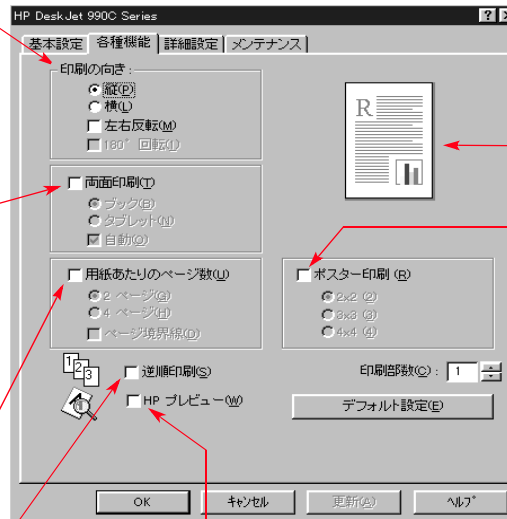 HP DeskJet 990C Series
基本設定 各種機能 詳細設定 メンテナンス
印刷の向き :
縦(P)
横(L)
左右反転(M)
180° 回転(I)
両面印刷(T)
ブック(B)
タブレット(N)
自動(O)
用紙あたりのページ数(U)
2 ページ(G)
4 ページ(H)
ページ境界線(D)
R
ポスター印刷 (R)
2x2 (2)
3x3 (3)
4x4 (4)
1 2 3
逆順印刷(S)
HP プレビュー(W)
印刷部数(C) : 1
デフォルト設定(E)
OK キャンセル 更新(A) ヘルプ